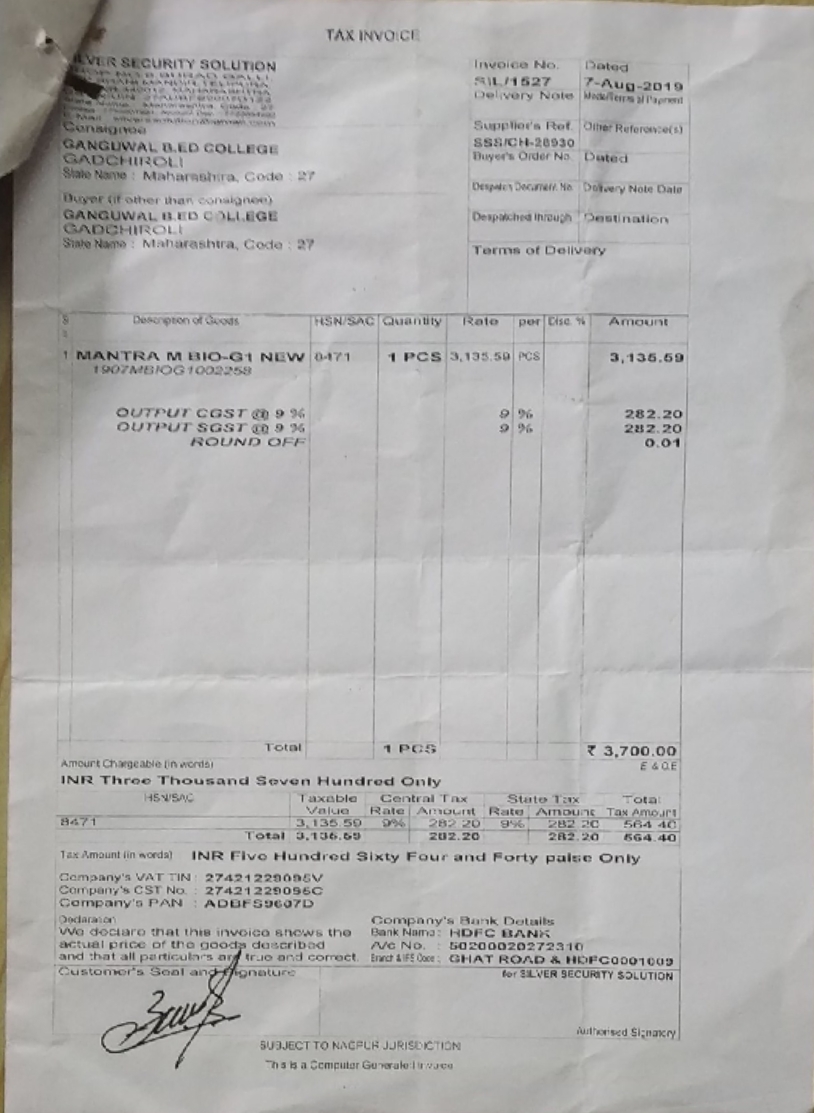 TAX INVOICE
SILVER SECURITY SOLUTION
Consignee
GANGUWAL B.ED COLLEGE
GADCHIROLI
State Name : Maharashtra, Code : 27
Buyer (if other than consignee)
GANGUWAL B.ED COLLEGE
GADCHIROLI
State Name : Maharashtra, Code : 27
Invoice No. Dated
SIL/1527 7-Aug-2019
Delivery Note Mode/Terms of Payment
Supplier's Ref. Other Reference(s)
SSS/CH-28930
Buyer's Order No. Dated
Despatch Document No. Delivery Note Date
Despatched through Destination
Terms of Delivery
S Description of Goods HSN/SAC Quantity Rate per Disc. % Amount
1 MANTRA M BIO-G1 NEW 8471 1 PCS 3,135.59 PCS 3,135.59
1907MBIOG1002258
OUTPUT CGST @ 9 % 9 % 282.20
OUTPUT SGST @ 9 % 9 % 282.20
ROUND OFF 0.01
Total 1 PCS ₹ 3,700.00
Amount Chargeable (in words) E & O.E
INR Three Thousand Seven Hundred Only
HSN/SAC Taxable Central Tax State Tax Total
Value Rate Amount Rate Amount Tax Amount
8471 3,135.59 9% 282.20 9% 282.20 564.40
Total 3,135.59 282.20 282.20 564.40
Tax Amount (in words) INR Five Hundred Sixty Four and Forty paise Only
Company's VAT TIN : 27421229095V
Company's CST No. : 27421229095C
Company's PAN : ADBFS9607D
Declaration
We declare that this invoice shows the
actual price of the goods described
and that all particulars are true and correct.
Company's Bank Details
Bank Name : HDFC BANK
A/c No. : 50200020272310
Branch & IFS Code : GHAT ROAD & HDFC0001009
Customer's Seal and Signature
for SILVER SECURITY SOLUTION
Authorised Signatory
SUBJECT TO NAGPUR JURISDICTION
This is a Computer Generated Invoice